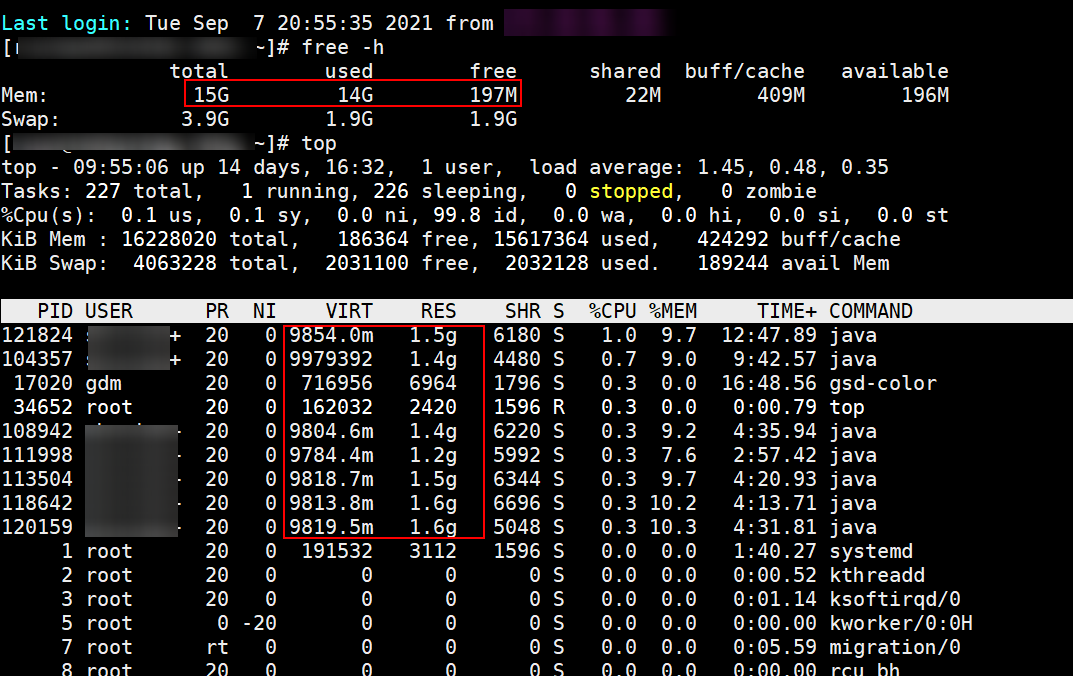 Last login: Tue Sep  7 20:55:35 2021 from
[ ~]# free -h
              total        used        free      shared  buff/cache   available
Mem:            15G         14G        197M         22M        409M        196M
Swap:          3.9G        1.9G        1.9G
[ ~]# top
top - 09:55:06 up 14 days, 16:32,  1 user,  load average: 1.45, 0.48, 0.35
Tasks: 227 total,   1 running, 226 sleeping,   0 stopped,   0 zombie
%Cpu(s):  0.1 us,  0.1 sy,  0.0 ni, 99.8 id,  0.0 wa,  0.0 hi,  0.0 si,  0.0 st
KiB Mem : 16228020 total,   186364 free, 15617364 used,   424292 buff/cache
KiB Swap:  4063228 total,  2031100 free,  2032128 used.   189244 avail Mem
   PID USER      PR  NI    VIRT    RES    SHR S  %CPU %MEM     TIME+ COMMAND
121824 + 20   0 9854.0m   1.5g   6180 S   1.0  9.7  12:47.89 java
104357 + 20   0 9979392   1.4g   4480 S   0.7  9.0   9:42.57 java
 17020 gdm       20   0  716956   6964   1796 S   0.3  0.0  16:48.56 gsd-color
 34652 root      20   0  162032   2420   1596 R   0.3  0.0   0:00.79 top
108942 20   0 9804.6m   1.4g   6220 S   0.3  9.2   4:35.94 java
111998 20   0 9784.4m   1.2g   5992 S   0.3  7.6   2:57.42 java
113504 20   0 9818.7m   1.5g   6344 S   0.3  9.7   4:20.93 java
118642 20   0 9813.8m   1.6g   6696 S   0.3 10.2   4:13.71 java
120159 20   0 9819.5m   1.6g   5048 S   0.3 10.3   4:31.81 java
     1 root      20   0  191532   3112   1596 S   0.0  0.0   1:40.27 systemd
     2 root      20   0       0      0      0 S   0.0  0.0   0:00.52 kthreadd
     3 root      20   0       0      0      0 S   0.0  0.0   0:01.14 ksoftirqd/0
     5 root       0 -20       0      0      0 S   0.0  0.0   0:00.00 kworker/0:0H
     7 root      rt   0       0      0      0 S   0.0  0.0   0:05.59 migration/0
     8 root      20   0       0      0      0 S   0.0  0.0   0:00.00 rcu_bh